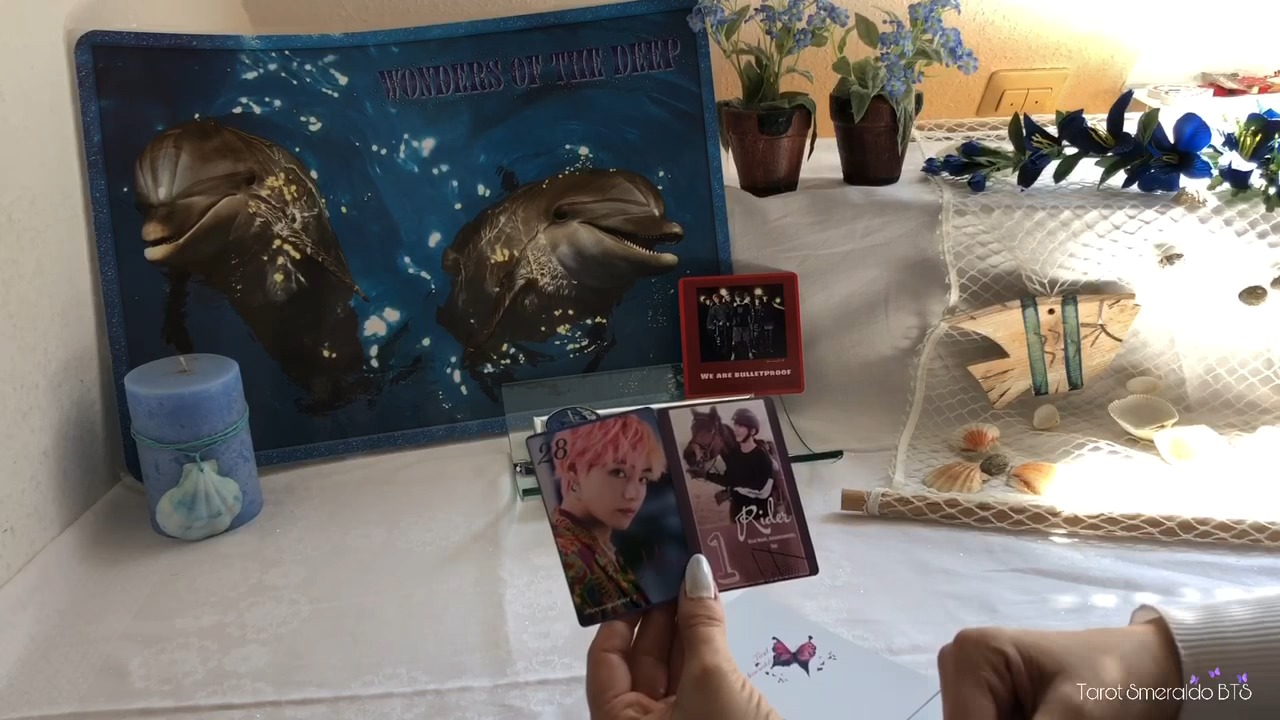 WONDERS OF THE DEEP
WE ARE BULLETPROOF
28
Rider
1
Tarot Smeraldo BTS